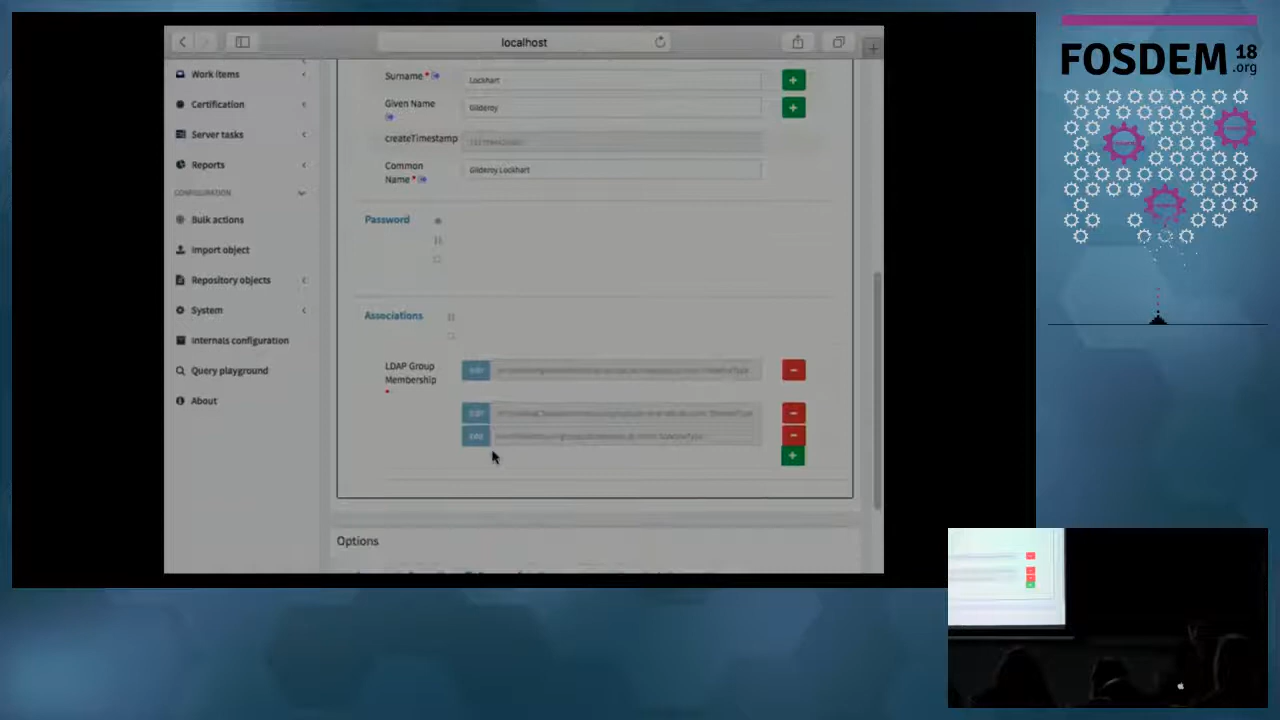 localhost
FOSDEM 18
.org
Work items
Certification
Server tasks
Reports
CONFIGURATION
Bulk actions
Import object
Repository objects
System
Internals configuration
Query playground
About
Surname *
Lockhart
Given Name
Gilderoy
createTimestamp
Common
Name *
Gilderoy Lockhart
Password
Associations
LDAP Group
Membership
*
Options